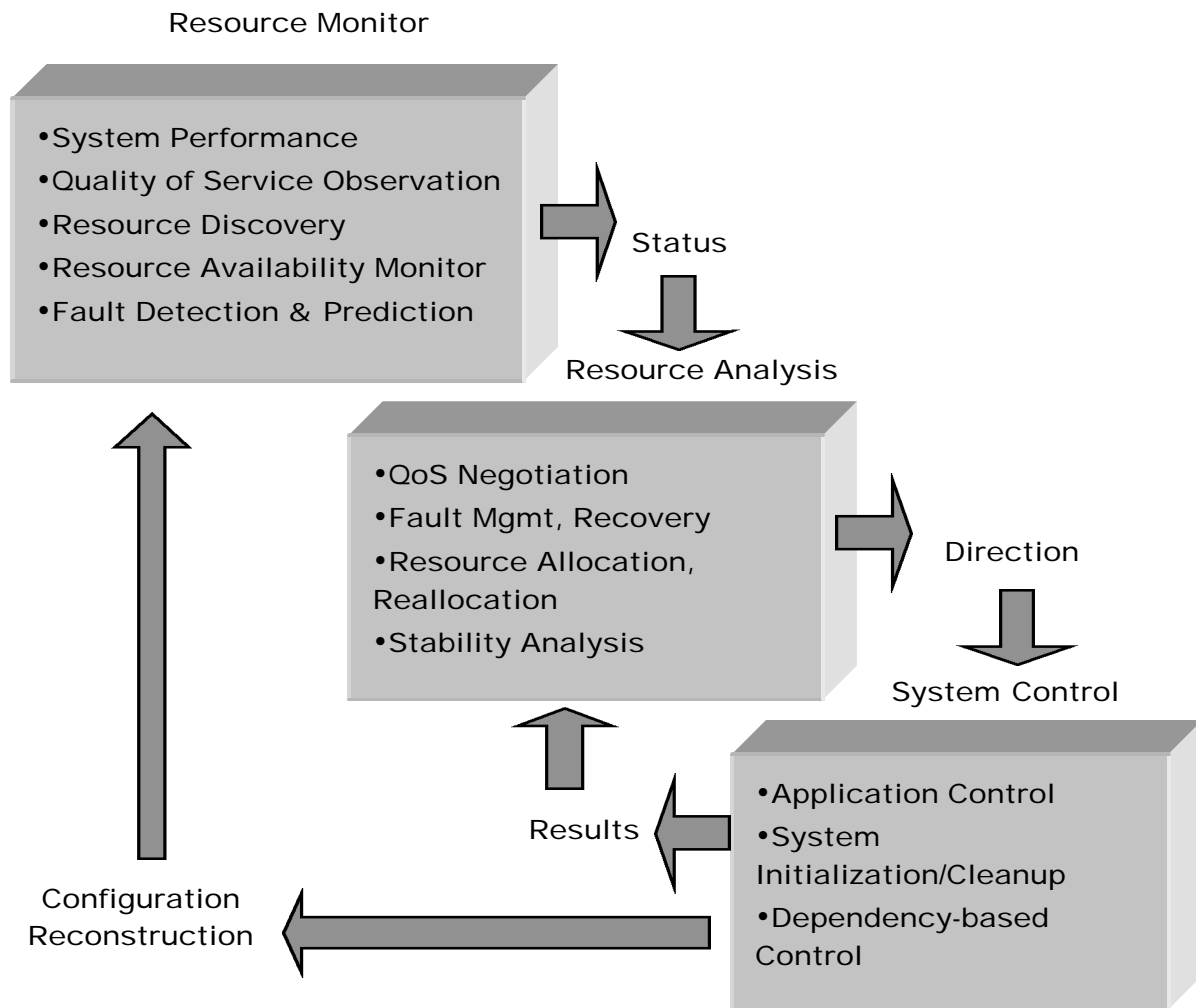 Resource Monitor
•System Performance
•Quality of Service Observation
•Resource Discovery
•Resource Availability Monitor
•Fault Detection & Prediction
Status
Resource Analysis
•QoS Negotiation
•Fault Mgmt, Recovery
•Resource Allocation,
Reallocation
•Stability Analysis
Direction
System Control
•Application Control
•System
Initialization/Cleanup
•Dependency-based
Control
Results
Configuration
Reconstruction